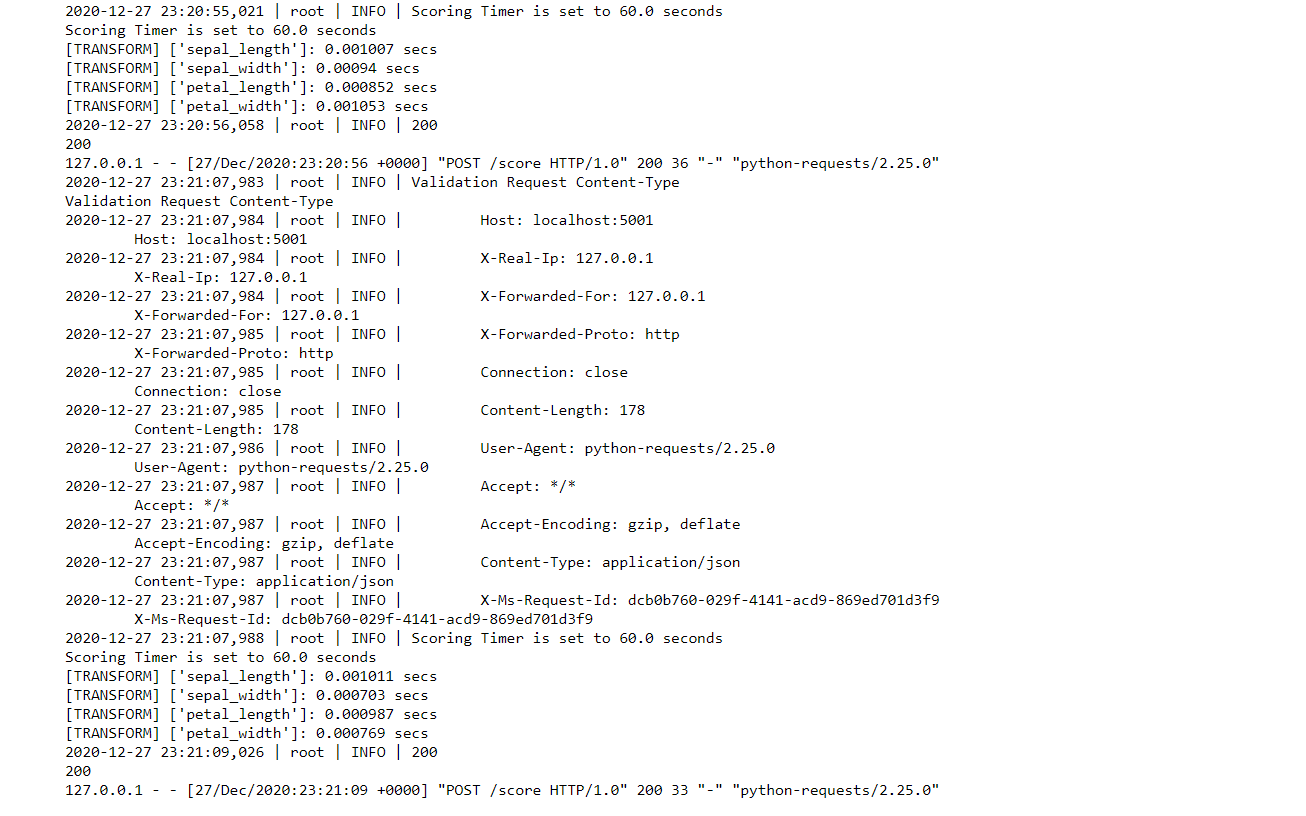 2020-12-27 23:20:55,021 | root | INFO | Scoring Timer is set to 60.0 seconds
Scoring Timer is set to 60.0 seconds
[TRANSFORM] ['sepal_length']: 0.001007 secs
[TRANSFORM] ['sepal_width']: 0.00094 secs
[TRANSFORM] ['petal_length']: 0.000852 secs
[TRANSFORM] ['petal_width']: 0.001053 secs
2020-12-27 23:20:56,058 | root | INFO | 200
200
127.0.0.1 - - [27/Dec/2020:23:20:56 +0000] "POST /score HTTP/1.0" 200 36 "-" "python-requests/2.25.0"
2020-12-27 23:21:07,983 | root | INFO | Validation Request Content-Type
Validation Request Content-Type
2020-12-27 23:21:07,984 | root | INFO |         Host: localhost:5001
        Host: localhost:5001
2020-12-27 23:21:07,984 | root | INFO |         X-Real-Ip: 127.0.0.1
        X-Real-Ip: 127.0.0.1
2020-12-27 23:21:07,984 | root | INFO |         X-Forwarded-For: 127.0.0.1
        X-Forwarded-For: 127.0.0.1
2020-12-27 23:21:07,985 | root | INFO |         X-Forwarded-Proto: http
        X-Forwarded-Proto: http
2020-12-27 23:21:07,985 | root | INFO |         Connection: close
        Connection: close
2020-12-27 23:21:07,985 | root | INFO |         Content-Length: 178
        Content-Length: 178
2020-12-27 23:21:07,986 | root | INFO |         User-Agent: python-requests/2.25.0
        User-Agent: python-requests/2.25.0
2020-12-27 23:21:07,987 | root | INFO |         Accept: */*
        Accept: */*
2020-12-27 23:21:07,987 | root | INFO |         Accept-Encoding: gzip, deflate
        Accept-Encoding: gzip, deflate
2020-12-27 23:21:07,987 | root | INFO |         Content-Type: application/json
        Content-Type: application/json
2020-12-27 23:21:07,987 | root | INFO |         X-Ms-Request-Id: dcb0b760-029f-4141-acd9-869ed701d3f9
        X-Ms-Request-Id: dcb0b760-029f-4141-acd9-869ed701d3f9
2020-12-27 23:21:07,988 | root | INFO | Scoring Timer is set to 60.0 seconds
Scoring Timer is set to 60.0 seconds
[TRANSFORM] ['sepal_length']: 0.001011 secs
[TRANSFORM] ['sepal_width']: 0.000703 secs
[TRANSFORM] ['petal_length']: 0.000987 secs
[TRANSFORM] ['petal_width']: 0.000769 secs
2020-12-27 23:21:09,026 | root | INFO | 200
200
127.0.0.1 - - [27/Dec/2020:23:21:09 +0000] "POST /score HTTP/1.0" 200 33 "-" "python-requests/2.25.0"